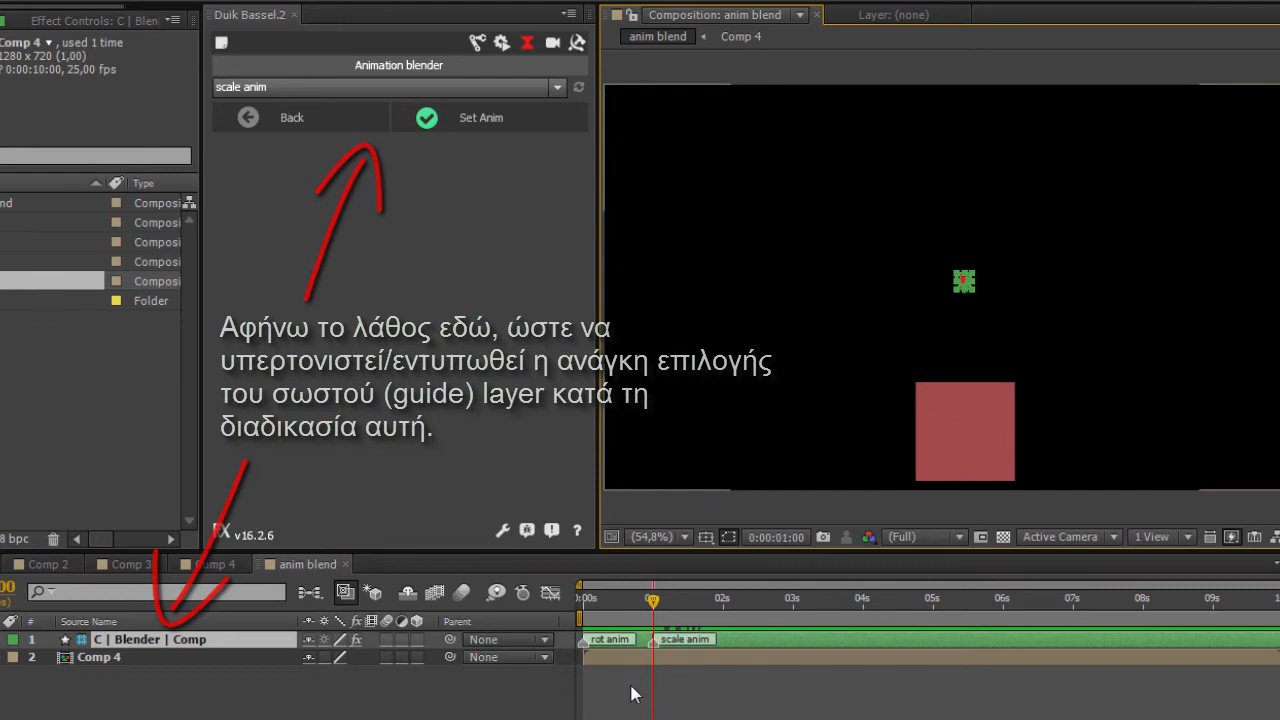 Effect Controls: C | Blen
Duik Bassel.2
Composition: anim blend
Layer: (none)
Comp 4 , used 1 time
1280 x 720 (1,00)
? 0:00:10:00, 25,00 fps
anim blend
Comp 4
Animation blender
scale anim
Back
Set Anim
Type
nd
Composi
Composi
Composi
Composi
Composi
Folder
Αφήνω το λάθος εδώ, ώστε να
υπερτονιστεί/εντυπωθεί η ανάγκη επιλογής
του σωστού (guide) layer κατά τη
διαδικασία αυτή.
8 bpc
v16.2.6
(54,8%)
0:00:01:00
(Full)
Active Camera
1 View
Comp 2
Comp 3
Comp 4
anim blend
Source Name
Parent
:00s
02s
03s
04s
05s
06s
07s
08s
09s
1
C | Blender | Comp
None
rot anim
scale anim
2
Comp 4
None